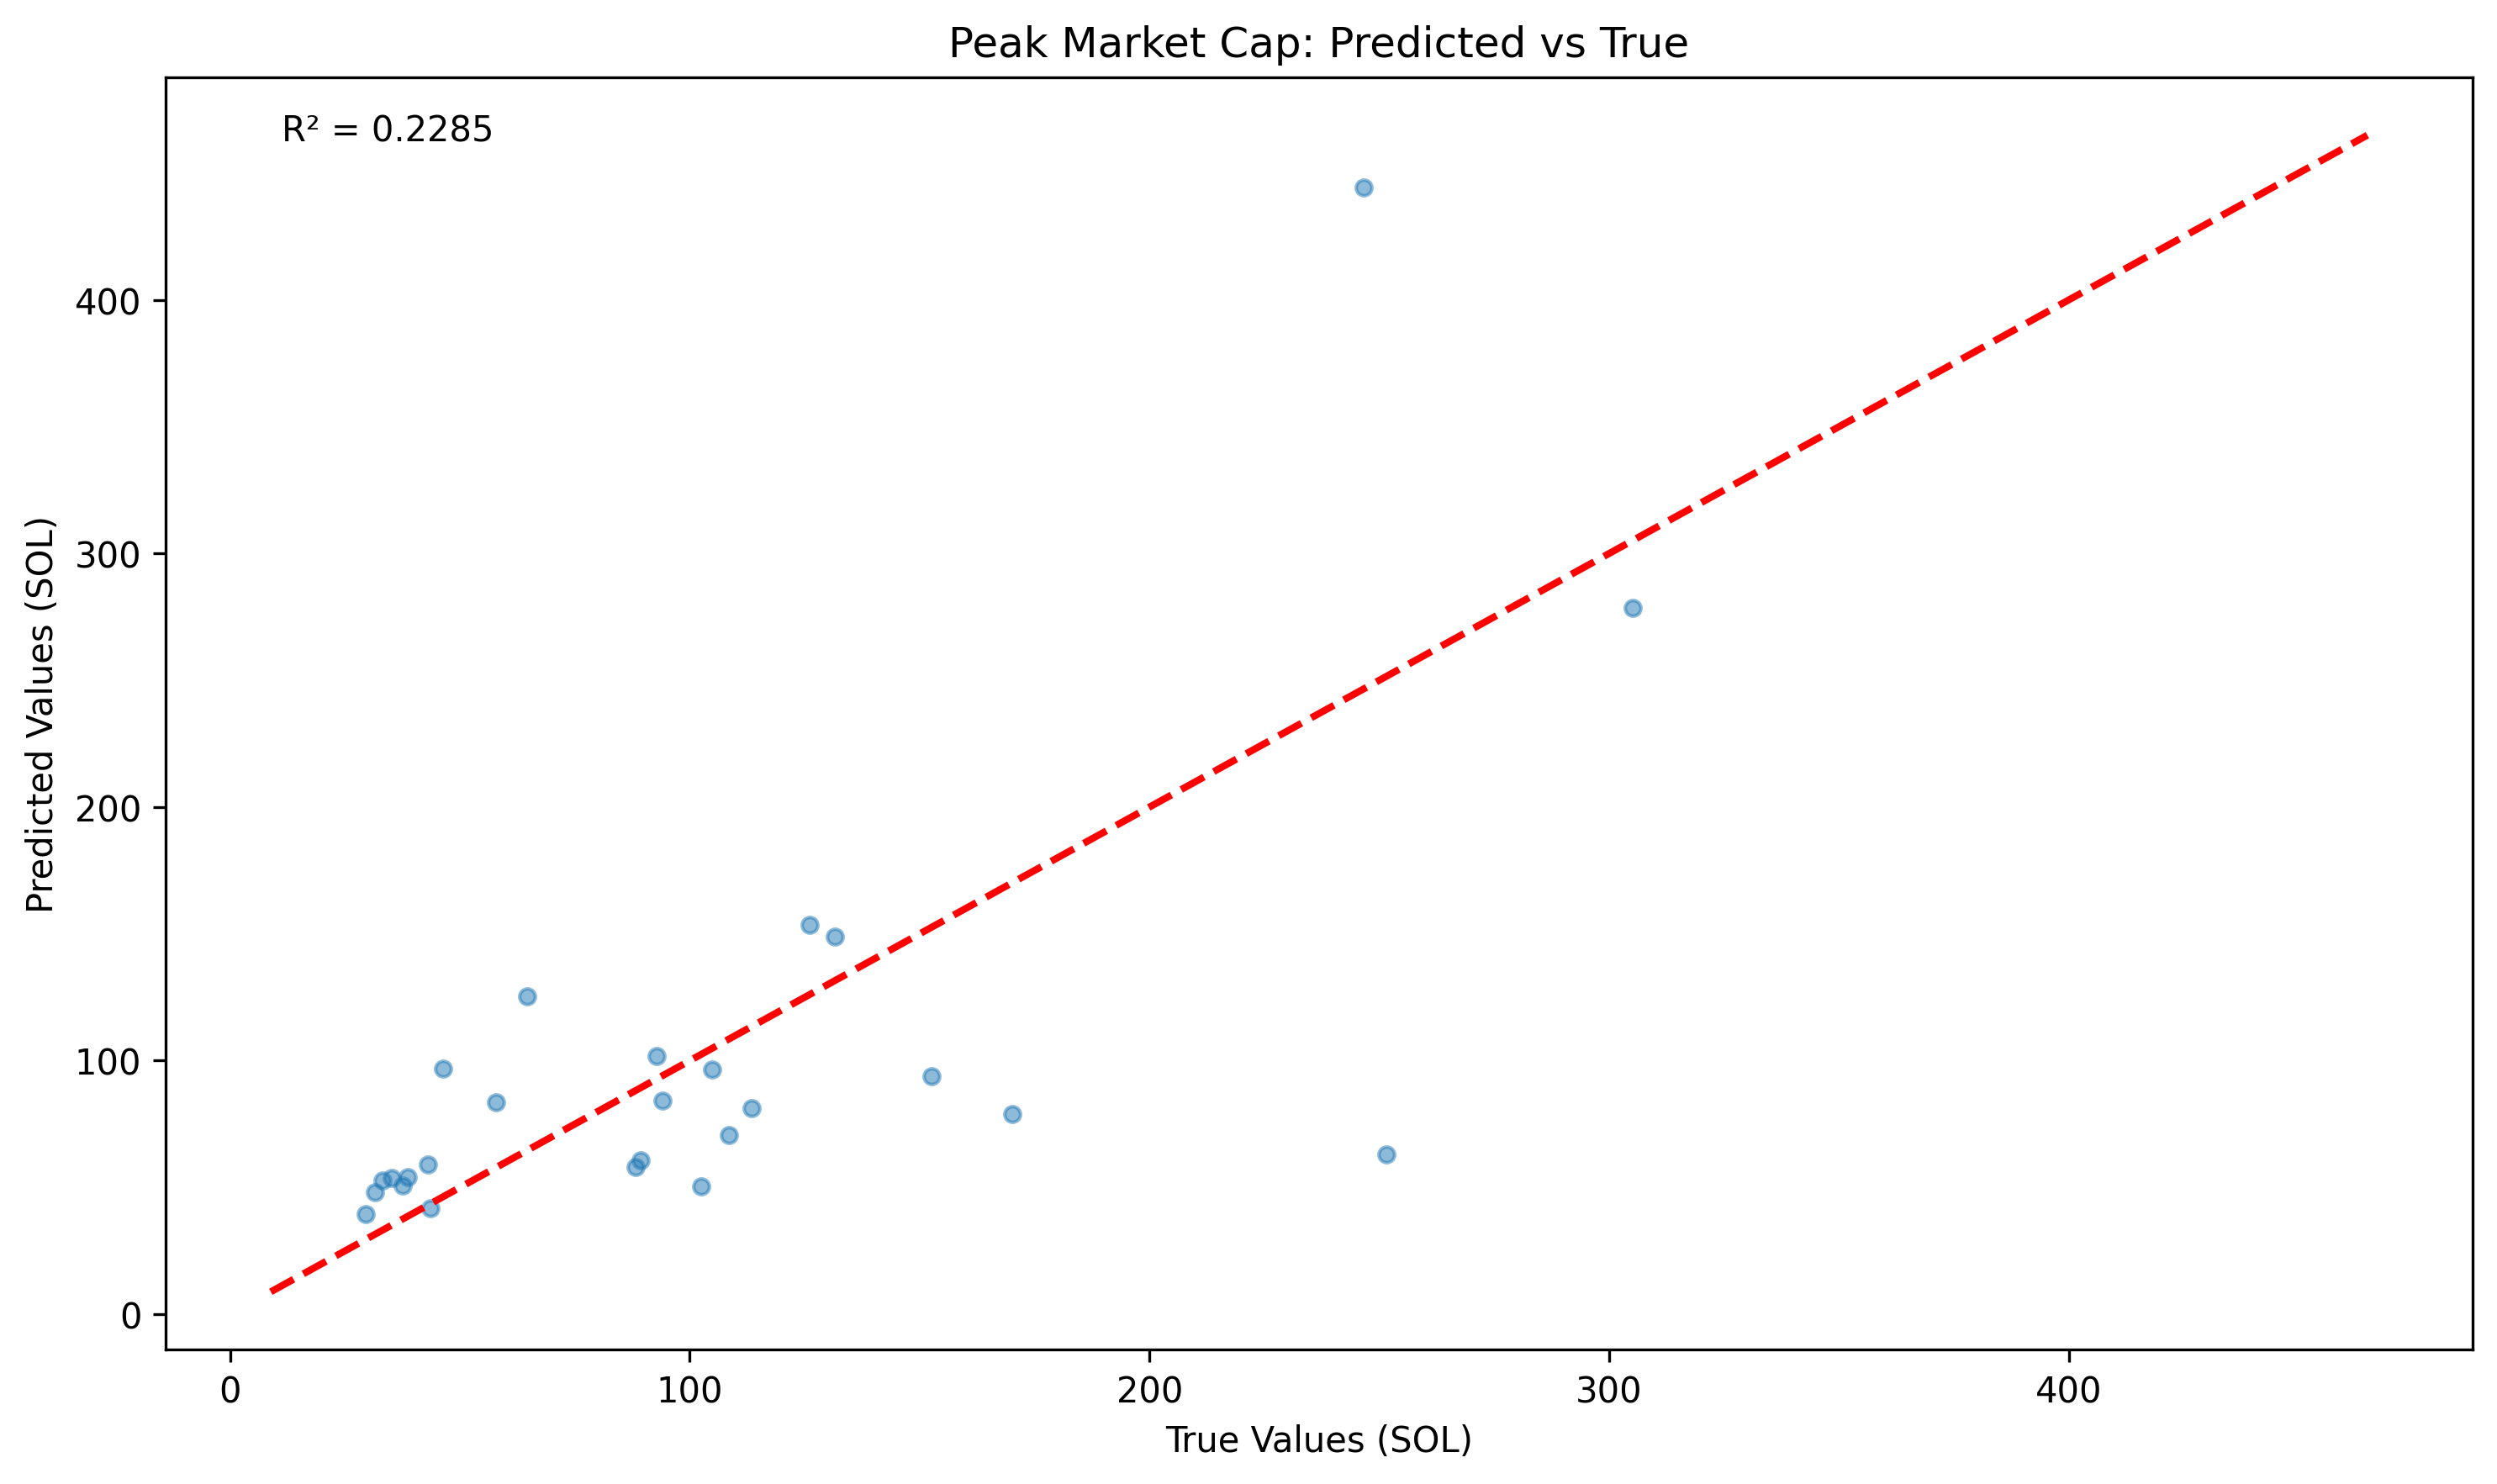 Peak Market Cap: Predicted vs True
R² = 0.2285
Predicted Values (SOL)
400
300
200
100
0
0 100 200 300 400
True Values (SOL)